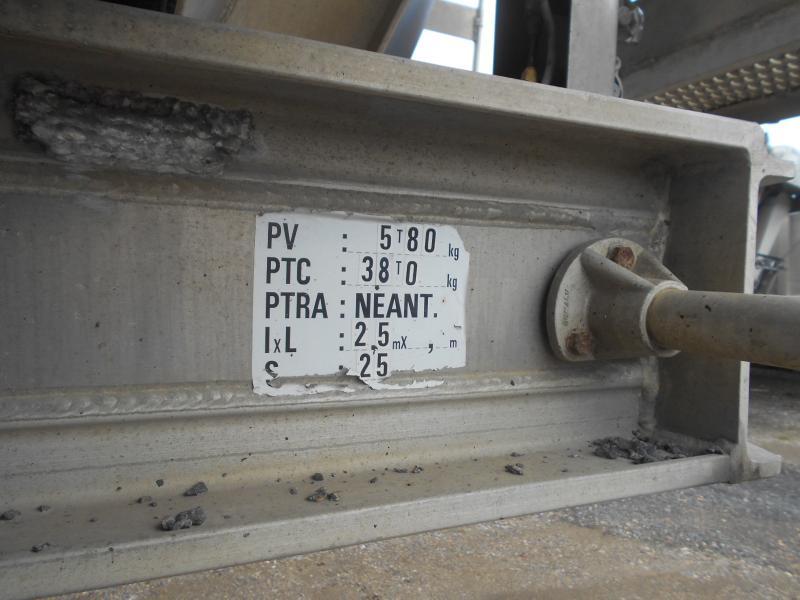 PV : 5T80 kg
PTC : 38T0 kg
PTRA : NEANT.
IxL : 2,5 mX , m
S : 25